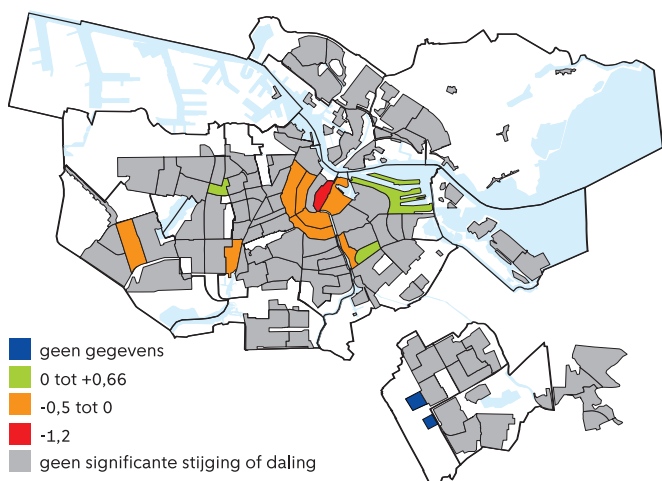 geen gegevens
0 tot +0,66
-0,5 tot 0
-1,2
geen significante stijging of daling